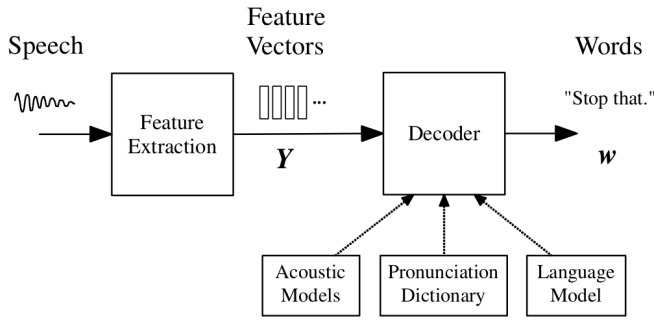 Feature
Speech
Vectors
Words
"Stop that."
...
Feature
Extraction
Decoder
Y
w
Acoustic
Models
Pronunciation
Dictionary
Language
Model